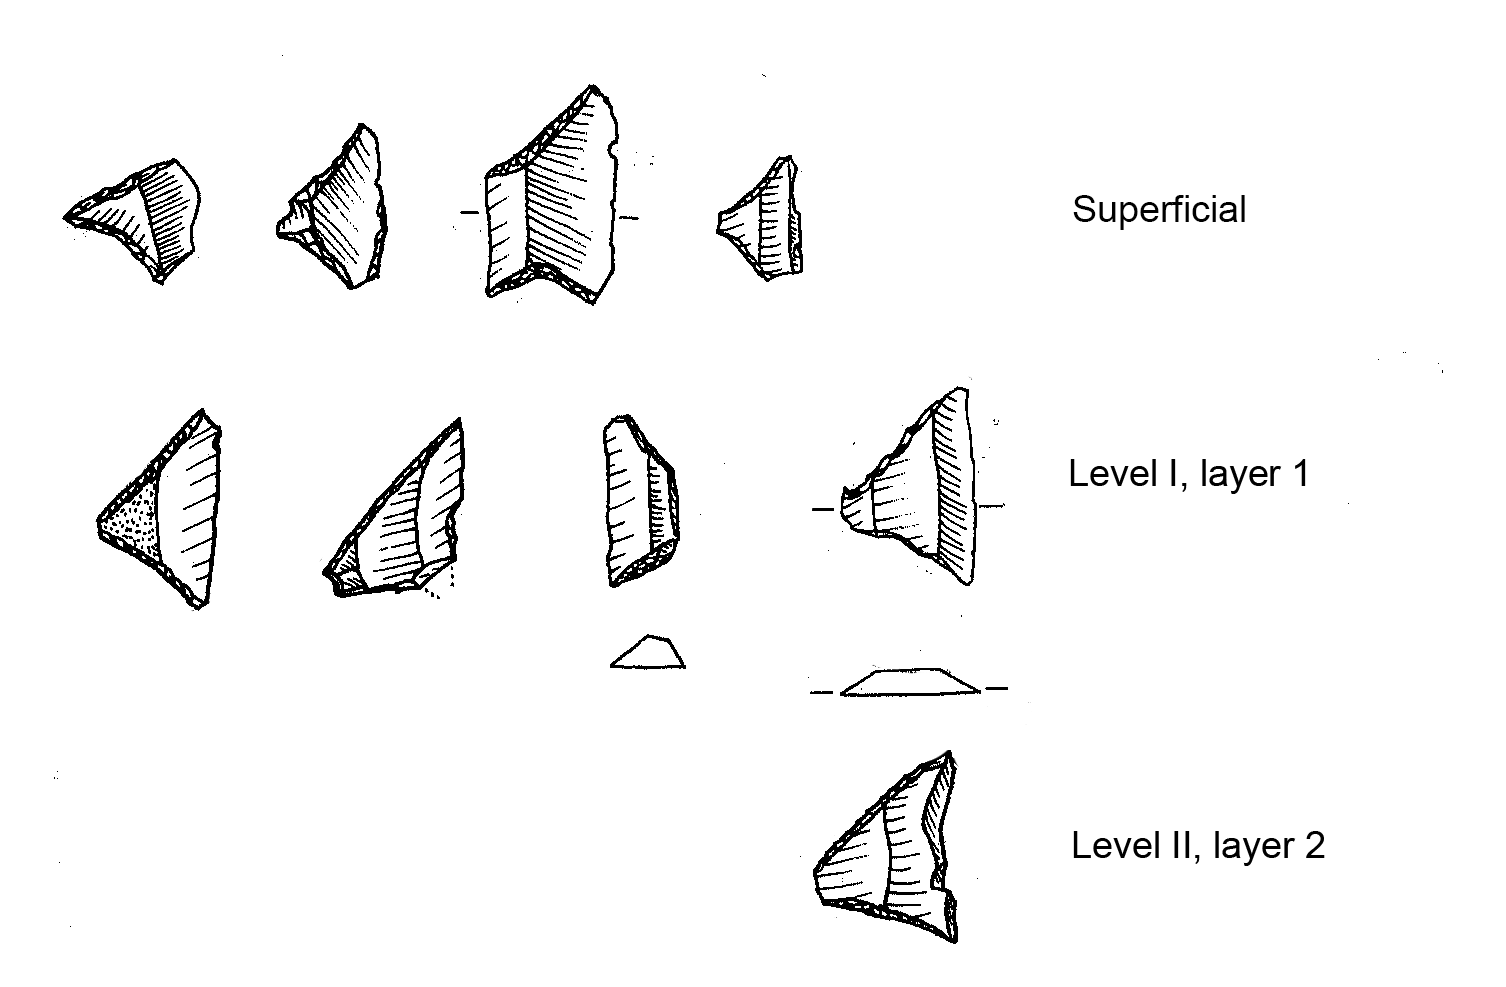 Superficial
Level I, layer 1
Level II, layer 2